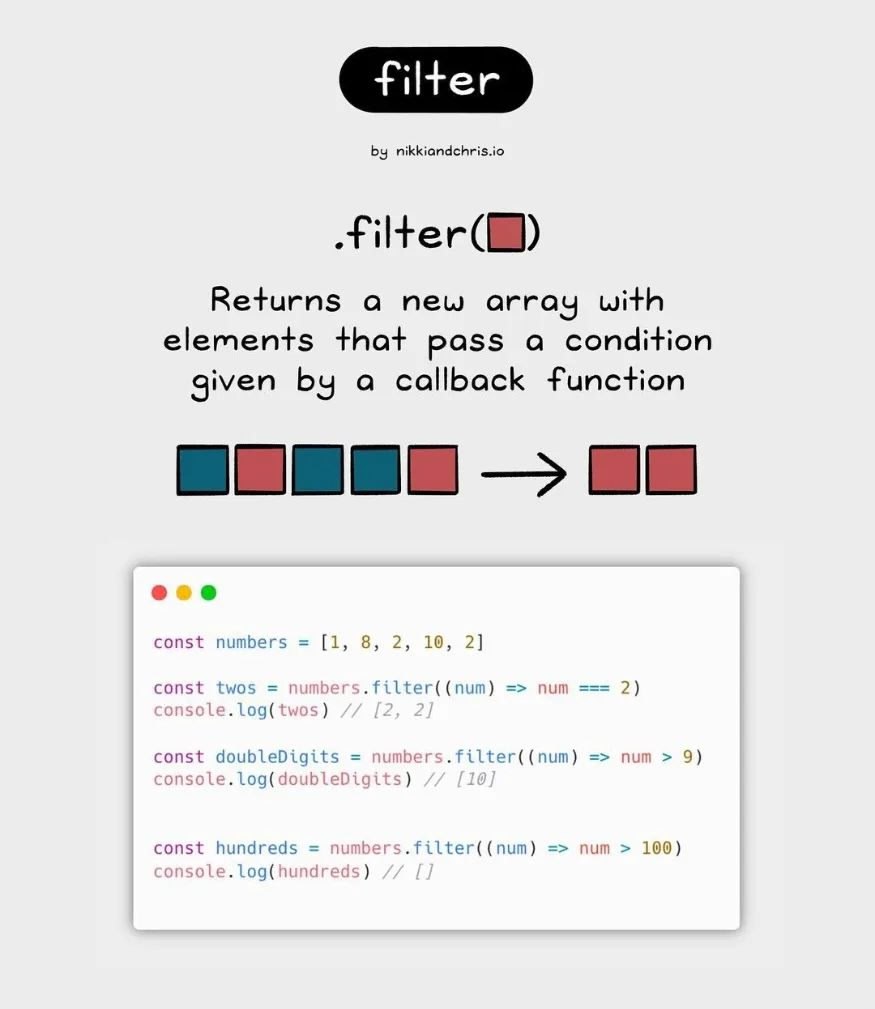 filter
by nikkiandchris.io
.filter( )
Returns a new array with
elements that pass a condition
given by a callback function
const numbers = [1, 8, 2, 10, 2]
const twos = numbers.filter((num) => num === 2)
console.log(twos) // [2, 2]
const doubleDigits = numbers.filter((num) => num > 9)
console.log(doubleDigits) // [10]
const hundreds = numbers.filter((num) => num > 100)
console.log(hundreds) // []